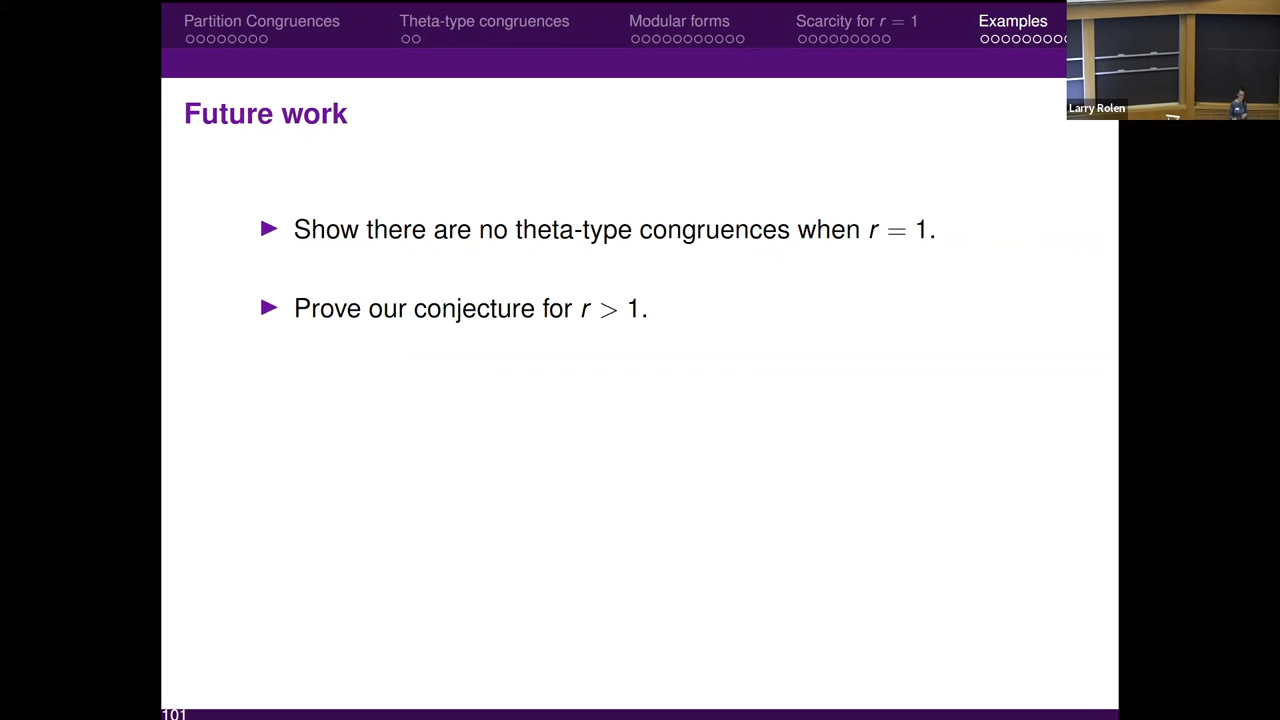 Partition Congruences
Theta-type congruences
Modular forms
Scarcity for r = 1
Examples
Larry Rolen
Future work
Show there are no theta-type congruences when r = 1.
Prove our conjecture for r > 1.
101